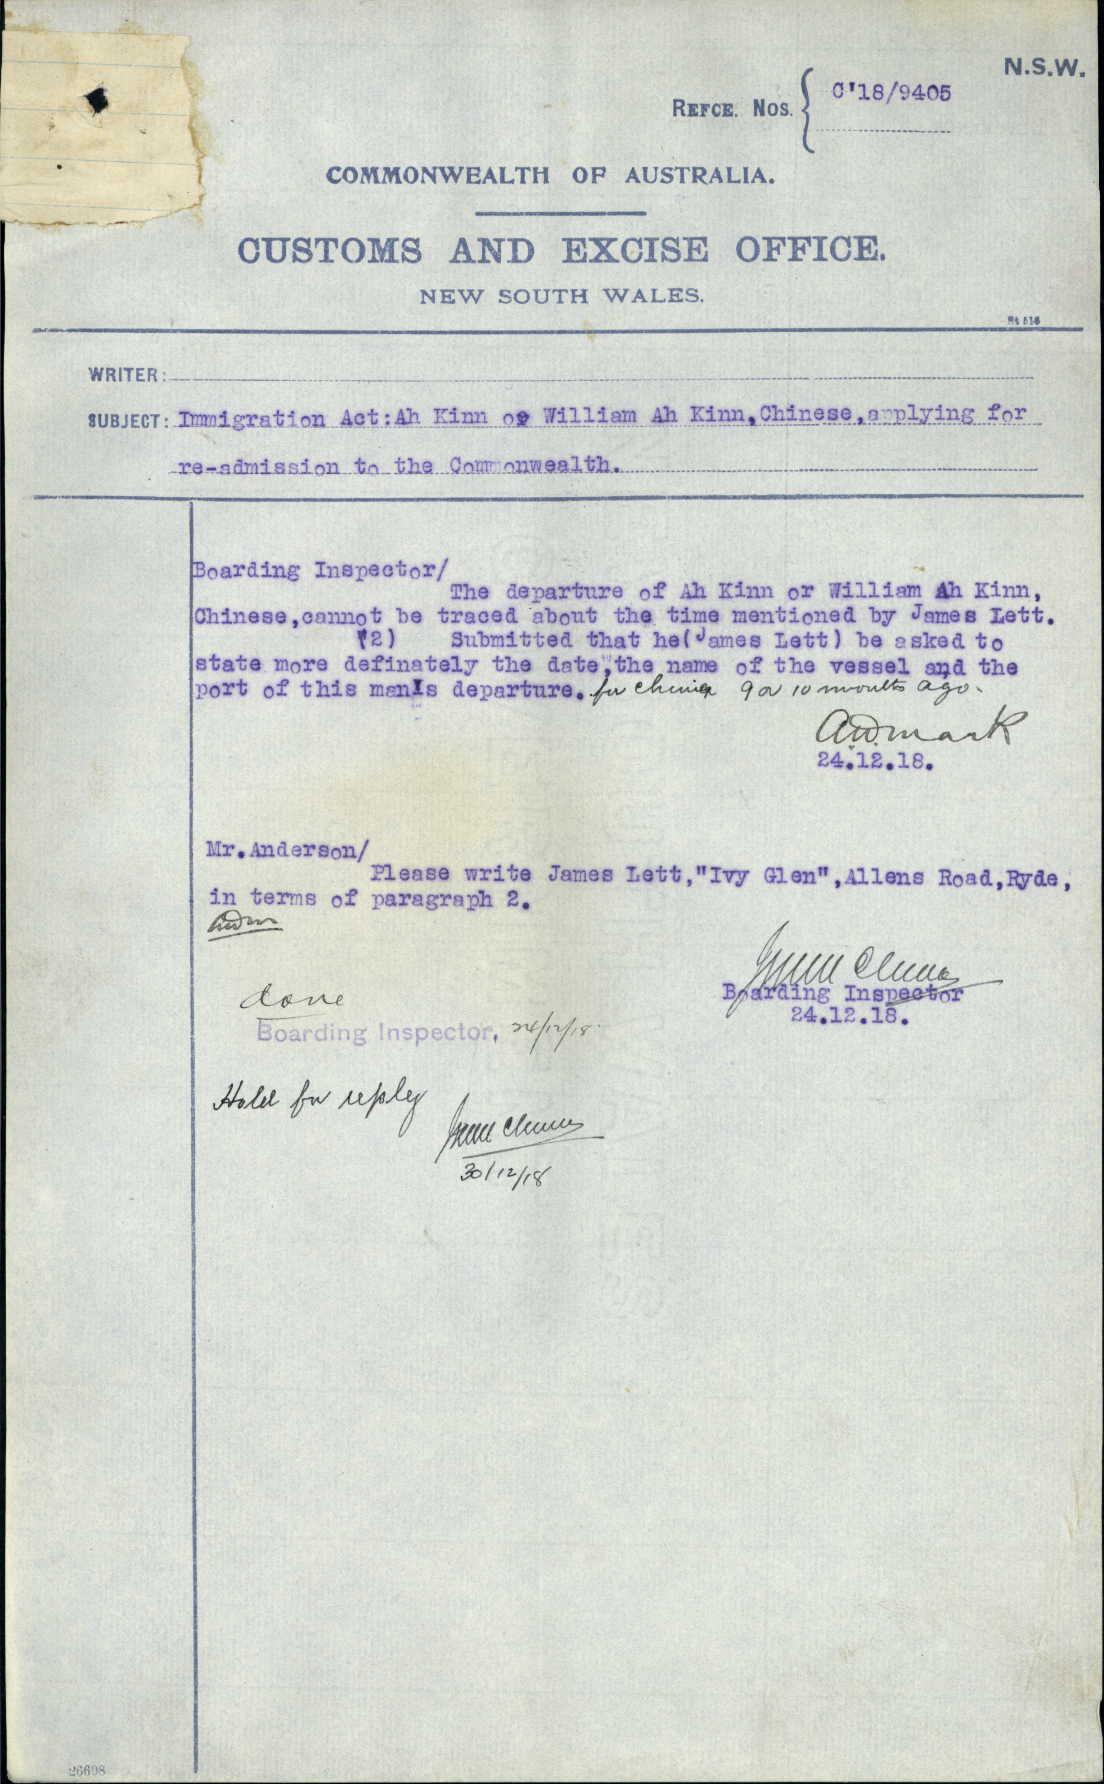 N.S.W.
REFCE. NOS. C'18/9405
COMMONWEALTH OF AUSTRALIA.
CUSTOMS AND EXCISE OFFICE.
NEW SOUTH WALES.
WRITER:
SUBJECT: Immigration Act:Ah Kinn or William Ah Kinn,Chinese,applying for
re-admission to the Commonwealth.
Boarding Inspector/
The departure of Ah Kinn or William Ah Kinn,
Chinese,cannot be traced about the time mentioned by James Lett.
(2) Submitted that he(James Lett) be asked to
state more definately the date,"the name of the vessel and the
port of this man's departure. for China 9 or 10 months ago.
A.W.mark
24.12.18.
Mr.Anderson/
Please write James Lett,"Ivy Glen",Allens Road,Ryde,
in terms of paragraph 2.
Boarding Inspector
24.12.18.
done
Boarding Inspector, 24/12/18
Hold for reply
30/12/18
26698